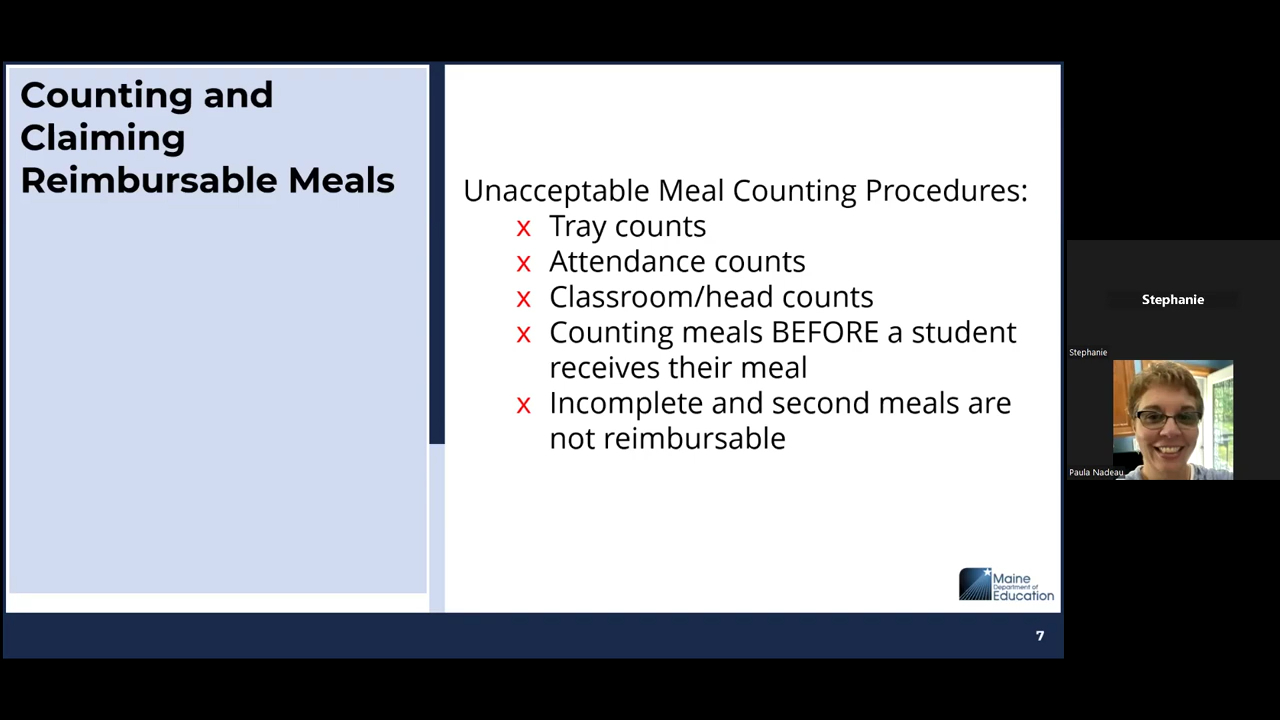 Counting and
Claiming
Reimbursable Meals
Unacceptable Meal Counting Procedures:
x Tray counts
x Attendance counts
x Classroom/head counts
x Counting meals BEFORE a student
receives their meal
x Incomplete and second meals are
not reimbursable
Maine
Department of
Education
7
Stephanie
Stephanie
Paula Nadeau